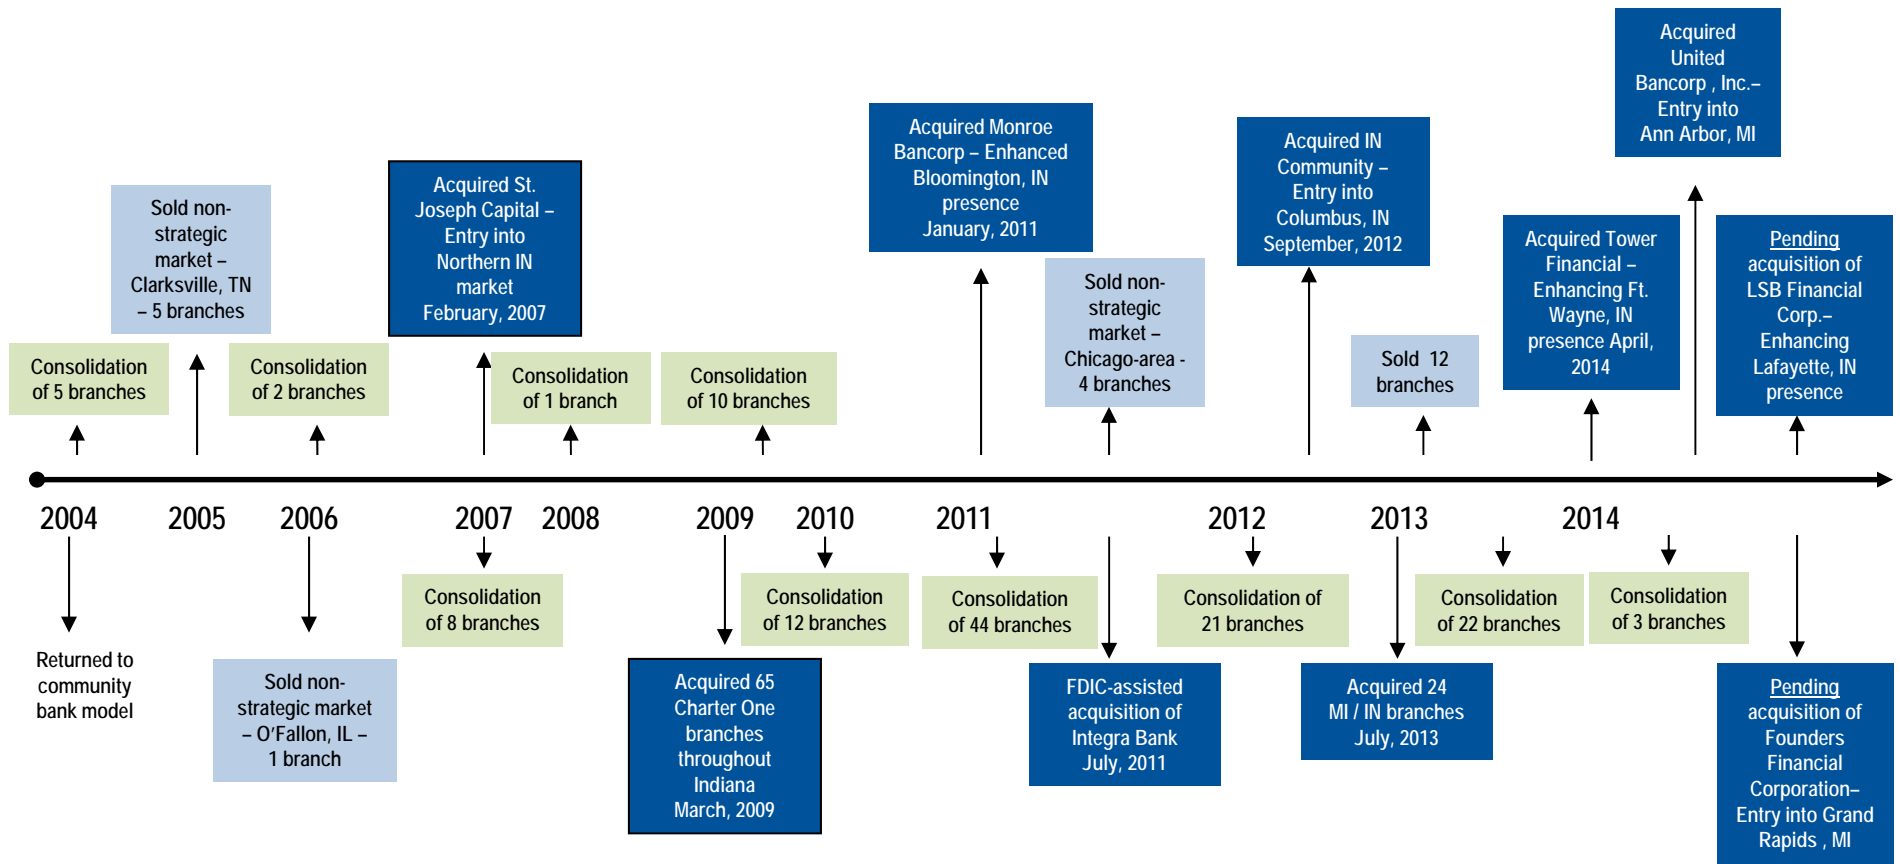 Acquired
United
Bancorp , Inc.–
Entry into
Ann Arbor, MI
Acquired Monroe
Bancorp – Enhanced
Bloomington, IN
presence
January, 2011
Acquired IN
Community –
Entry into
Columbus, IN
September, 2012
Acquired St.
Joseph Capital –
Entry into
Northern IN
market
February, 2007
Sold non-
strategic
market –
Clarksville, TN
– 5 branches
Acquired Tower
Financial –
Enhancing Ft.
Wayne, IN
presence April,
2014
Pending
acquisition of
LSB Financial
Corp.–
Enhancing
Lafayette, IN
presence
Sold non-
strategic
market –
Chicago-area -
4 branches
Consolidation
of 5 branches
Consolidation
of 2 branches
Consolidation
of 1 branch
Consolidation
of 10 branches
Sold 12
branches
2004
2005
2006
2007
2008
2009
2010
2011
2012
2013
2014
Consolidation
of 8 branches
Consolidation
of 12 branches
Consolidation
of 44 branches
Consolidation of
21 branches
Consolidation
of 22 branches
Consolidation
of 3 branches
Returned to
community
bank model
Sold non-
strategic market
– O'Fallon, IL –
1 branch
Acquired 65
Charter One
branches
throughout
Indiana
March, 2009
FDIC-assisted
acquisition of
Integra Bank
July, 2011
Acquired 24
MI / IN branches
July, 2013
Pending
acquisition of
Founders
Financial
Corporation–
Entry into Grand
Rapids , MI